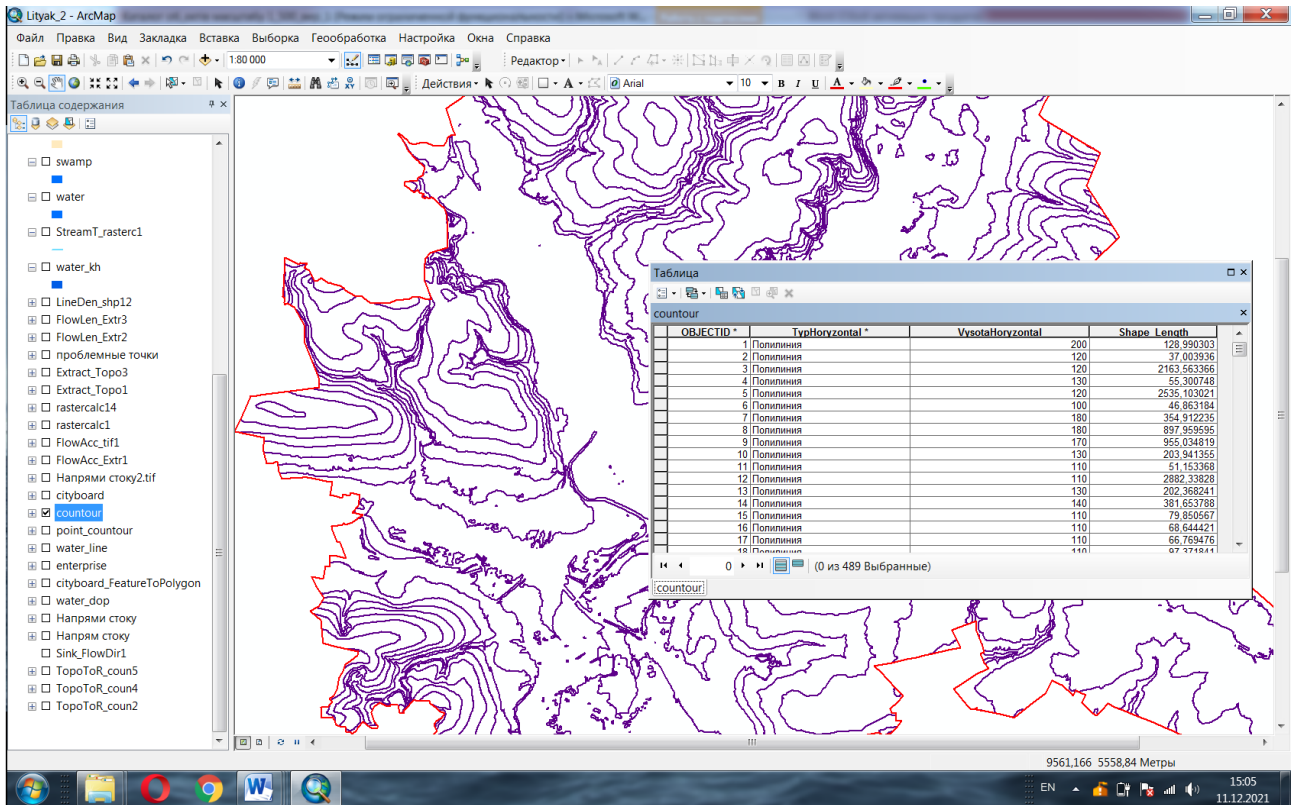 Lityak_2 - ArcMap
Файл Правка Вид Закладка Вставка Выборка Геообработка Настройка Окна Справка
1:80 000
Редактор
Действия
A
Arial
10
B I U A
Таблица содержания
swamp
water
StreamT_rasterc1
water_kh
LineDen_shp12
FlowLen_Extr3
FlowLen_Extr2
проблемные точки
Extract_Topo3
Extract_Topo1
rastercalc14
rastercalc1
FlowAcc_tif1
FlowAcc_Extr1
Напрями стоку2.tif
cityboard
countour
point_countour
water_line
enterprise
cityboard_FeatureToPolygon
water_dop
Напрями стоку
Напрям стоку
Sink_FlowDir1
TopoToR_coun5
TopoToR_coun4
TopoToR_coun2
Таблица
countour
OBJECTID * TypHoryzontal * VysotaHoryzontal Shape_Length
1 Полилиния 200 128,990303
2 Полилиния 120 37,003936
3 Полилиния 120 2163,563366
4 Полилиния 130 55,300748
5 Полилиния 120 2535,103021
6 Полилиния 100 46,863184
7 Полилиния 180 354,912235
8 Полилиния 180 897,959595
9 Полилиния 170 955,034819
10 Полилиния 130 203,941355
11 Полилиния 110 51,153368
12 Полилиния 110 2882,33828
13 Полилиния 130 202,368241
14 Полилиния 140 381,653788
15 Полилиния 110 79,850567
16 Полилиния 110 68,644421
17 Полилиния 110 66,769476
18 Полилиния 110 97,371841
0 (0 из 489 Выбранные)
countour
9561,166 5558,84 Метры
EN
15:05
11.12.2021